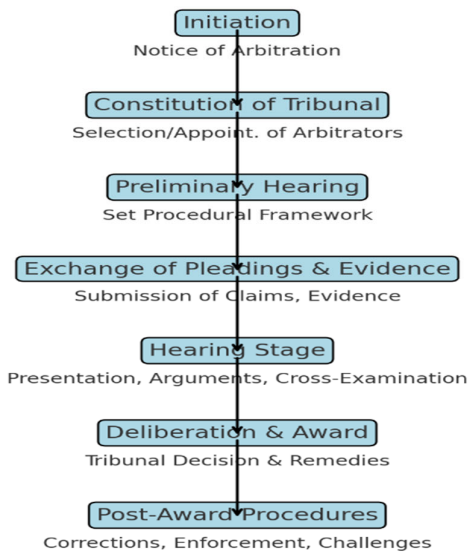 Initiation
Notice of Arbitration
Constitution of Tribunal
Selection/Appoint. of Arbitrators
Preliminary Hearing
Set Procedural Framework
Exchange of Pleadings & Evidence
Submission of Claims, Evidence
Hearing Stage
Presentation, Arguments, Cross-Examination
Deliberation & Award
Tribunal Decision & Remedies
Post-Award Procedures
Corrections, Enforcement, Challenges